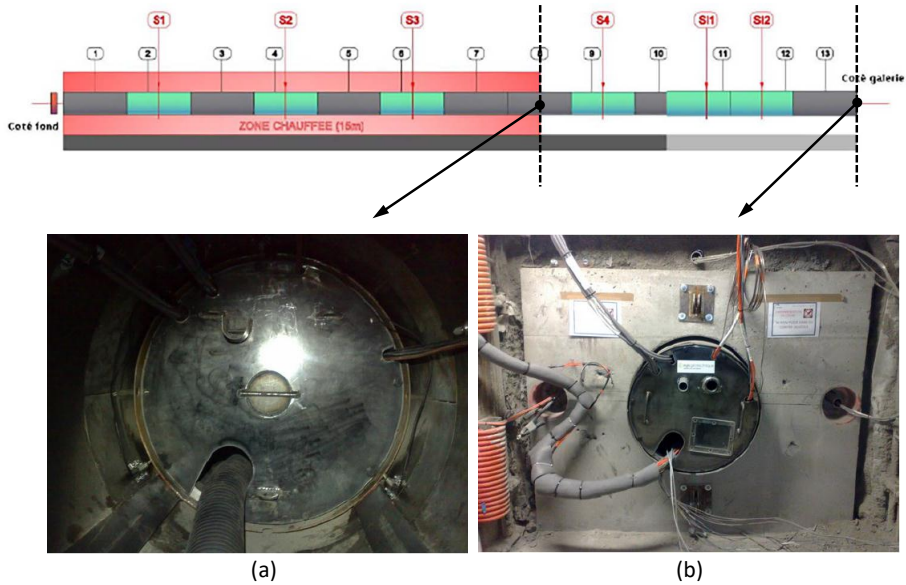 S1 S2 S3 S4 SI1 SI2
1 2 3 4 5 6 7 8 9 10 11 12 13
Coté galerie
Coté fond
ZONE CHAUFFEE (15m)
(a) (b)